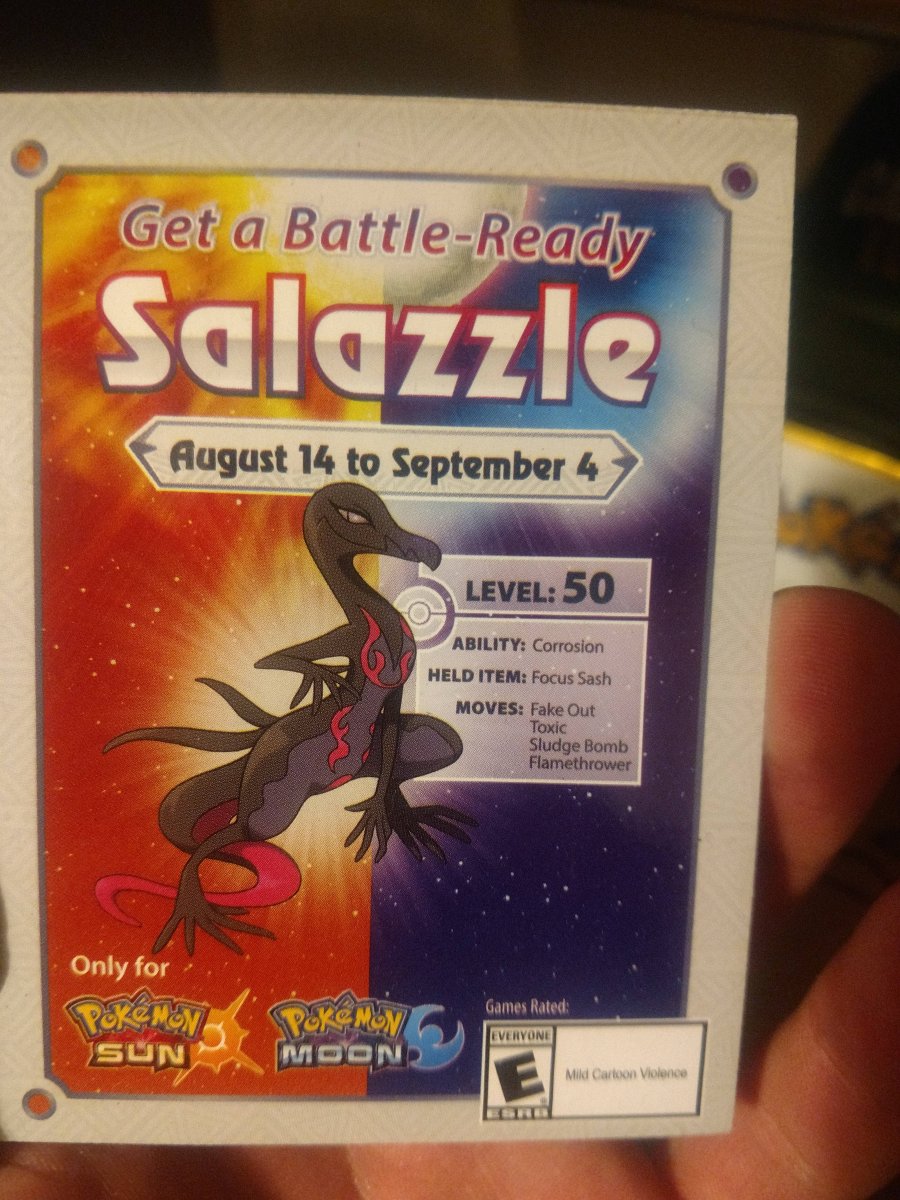 Get a Battle-Ready
Salazzle
August 14 to September 4
LEVEL: 50
ABILITY: Corrosion
HELD ITEM: Focus Sash
MOVES: Fake Out
Toxic
Sludge Bomb
Flamethrower
Only for
POKéMON
SUN
POKéMON
MOON
Games Rated:
EVERYONE
E
ESRB
Mild Cartoon Violence